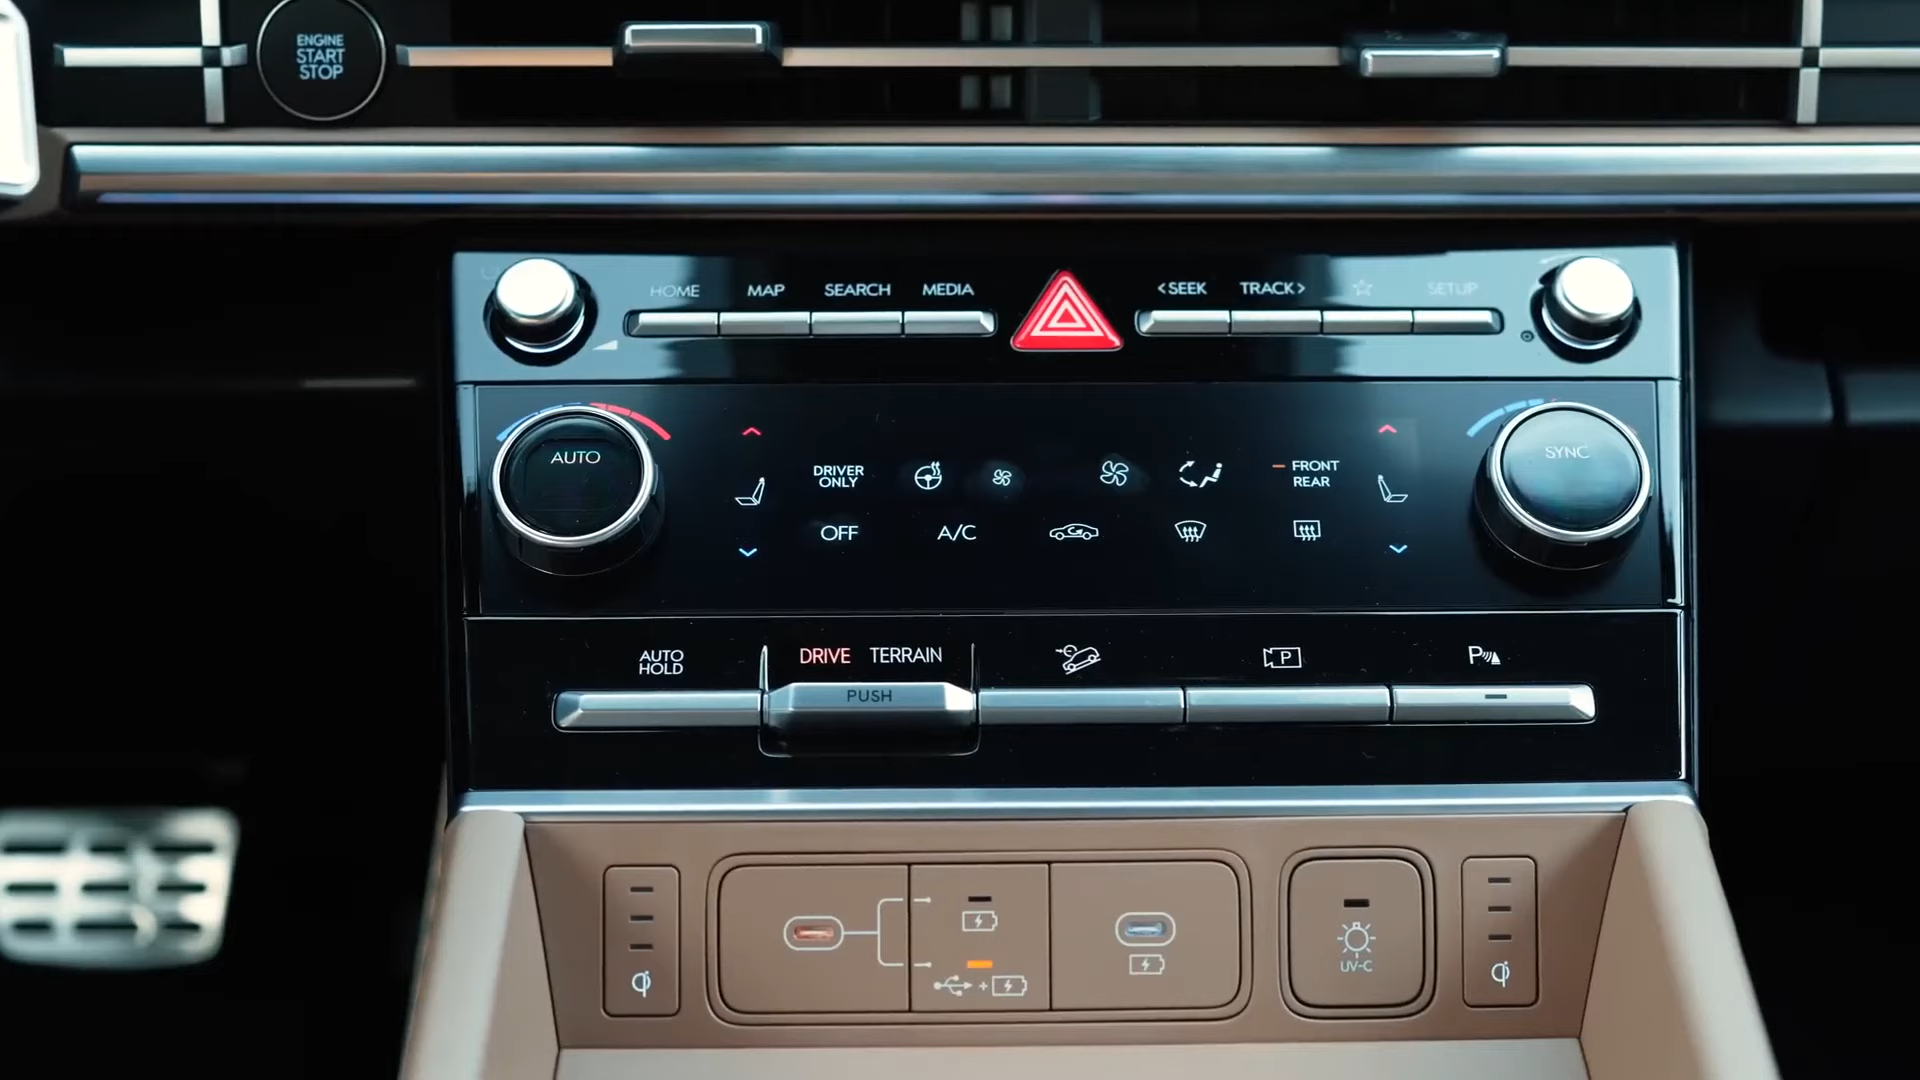 ENGINE
START
STOP
HOME MAP SEARCH MEDIA <SEEK TRACK> SETUP
AUTO
SYNC
DRIVER
ONLY
FRONT
REAR
OFF A/C
AUTO
HOLD
DRIVE TERRAIN
P
P
PUSH
UV-C